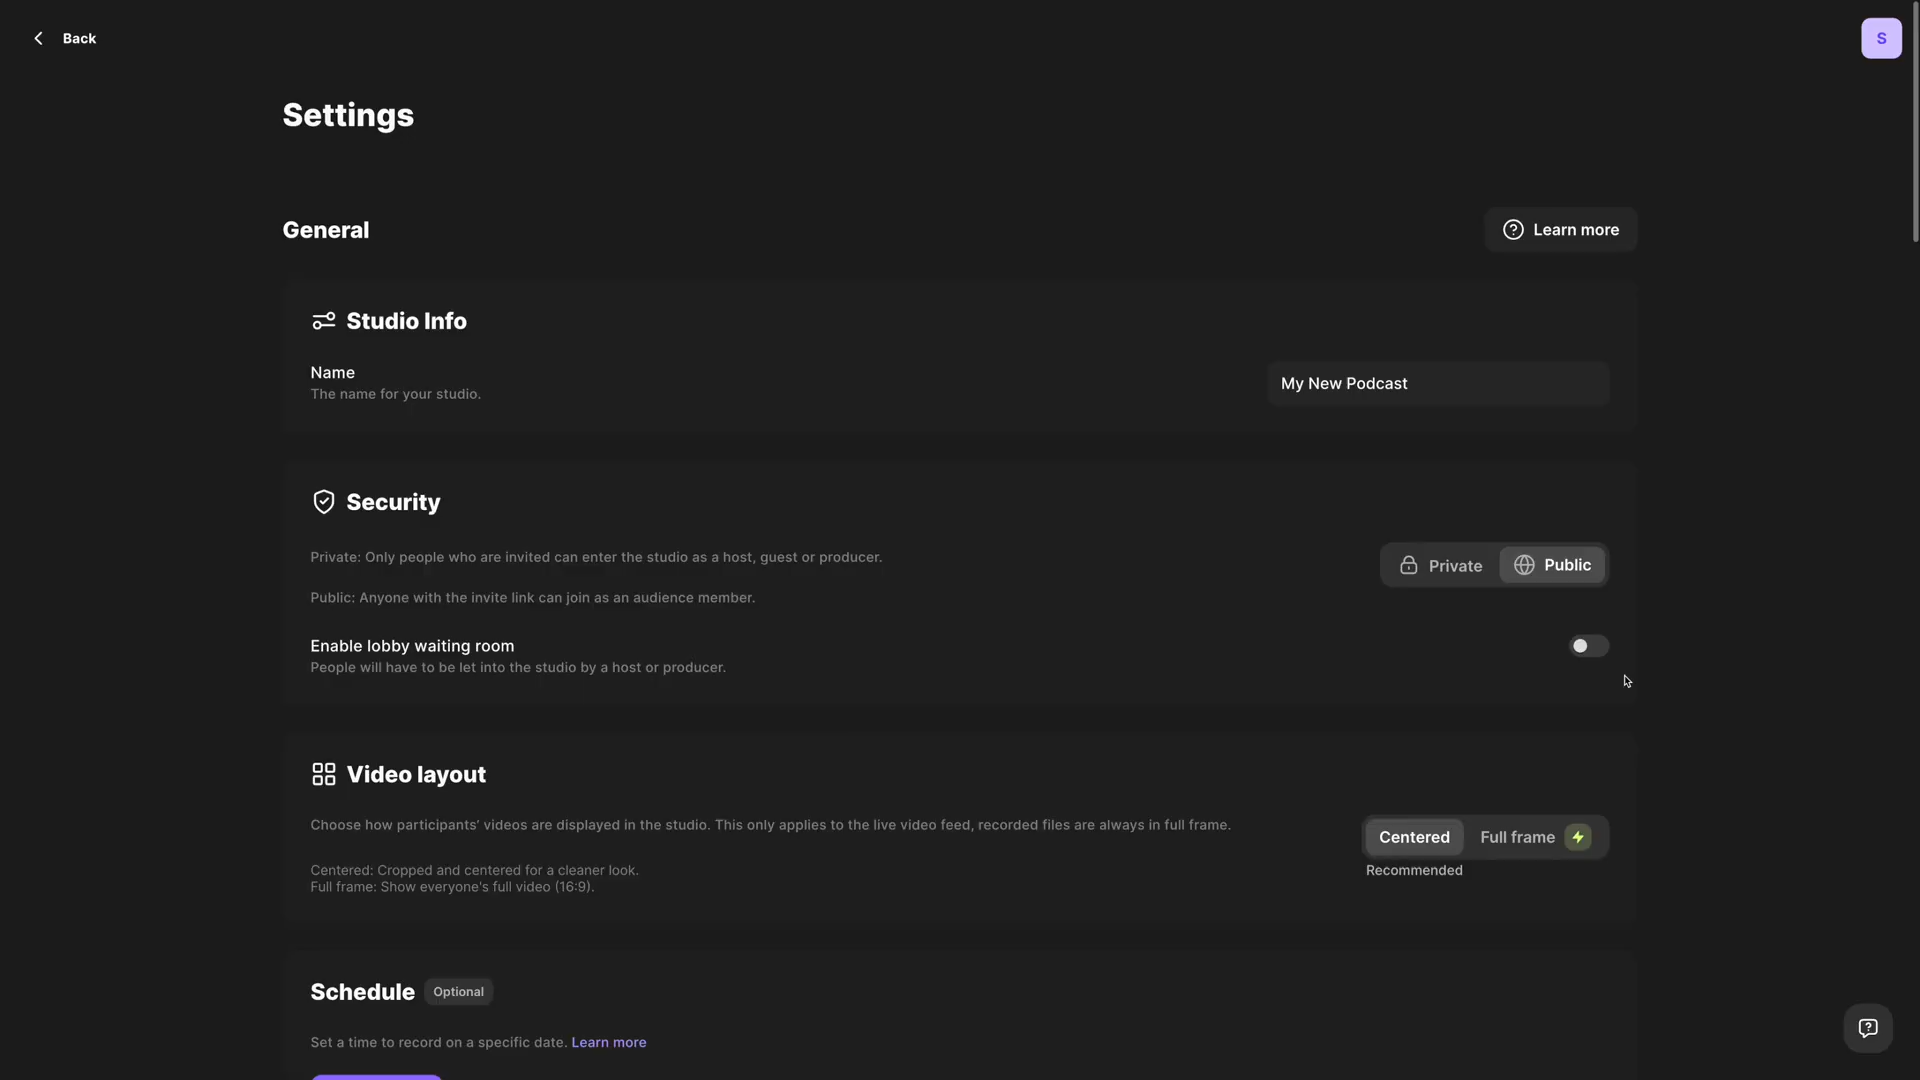 Back
S
Settings
General
Learn more
Studio Info
Name
The name for your studio.
My New Podcast
Security
Private: Only people who are invited can enter the studio as a host, guest or producer.
Private
Public
Public: Anyone with the invite link can join as an audience member.
Enable lobby waiting room
People will have to be let into the studio by a host or producer.
Video layout
Choose how participants' videos are displayed in the studio. This only applies to the live video feed, recorded files are always in full frame.
Centered
Full frame
Recommended
Centered: Cropped and centered for a cleaner look.
Full frame: Show everyone's full video (16:9).
Schedule
Optional
Set a time to record on a specific date. Learn more